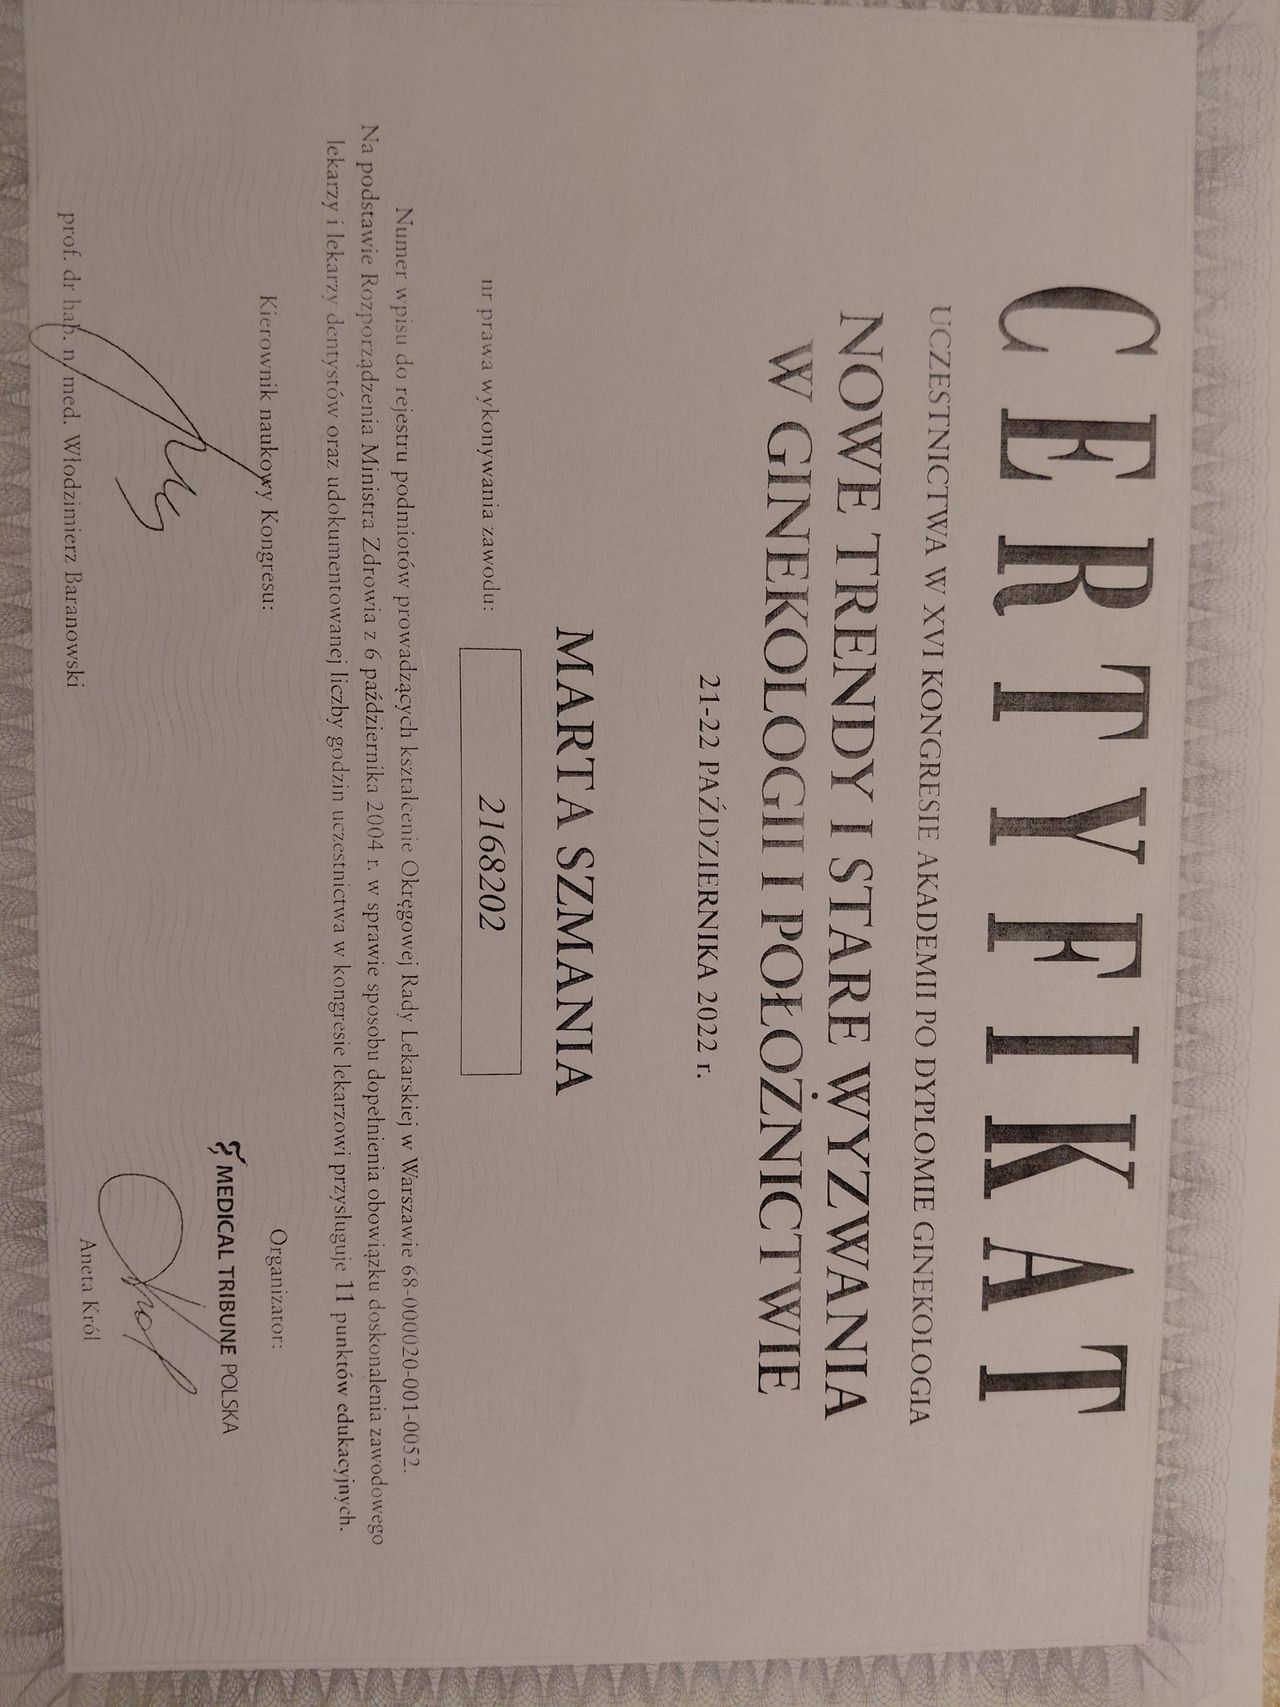 CERTYFIKAT
UCZESTNICTWA W XVI KONGRESIE AKADEMII PO DYPLOMIE GINEKOLOGIA
NOWE TRENDY I STARE WYZWANIA
W GINEKOLOGII I POŁOŻNICTWIE
21-22 PAŹDZIERNIKA 2022 r.
MARTA SZMANIA
nr prawa wykonywania zawodu: 2168202
Numer wpisu do rejestru podmiotów prowadzących kształcenie Okręgowej Rady Lekarskiej w Warszawie 68-000020-001-0052.
Na podstawie Rozporządzenia Ministra Zdrowia z 6 października 2004 r. w sprawie sposobu dopełnienia obowiązku doskonalenia zawodowego
lekarzy i lekarzy dentystów oraz udokumentowanej liczby godzin uczestnictwa w kongresie lekarzowi przysługuje 11 punktów edukacyjnych.
Kierownik naukowy Kongresu:
prof. dr hab. n. med. Włodzimierz Baranowski
Organizator:
MEDICAL TRIBUNE POLSKA
Aneta Król